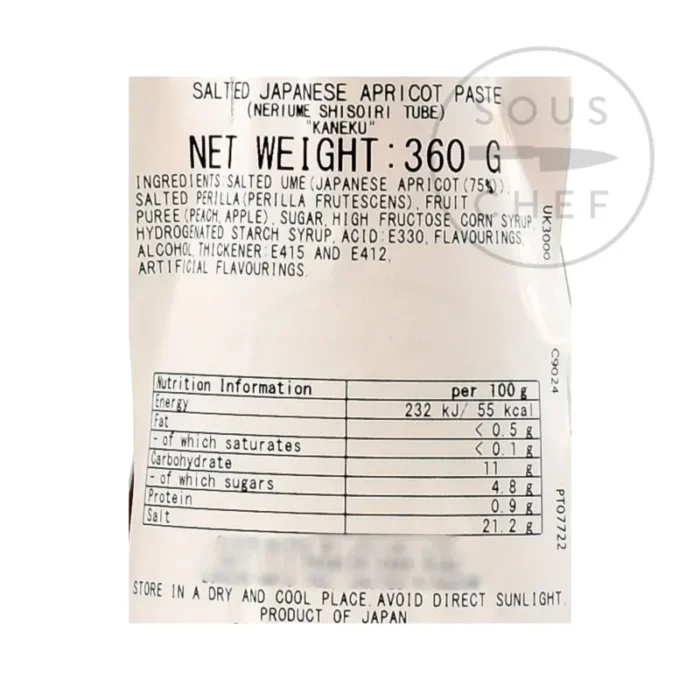 SALTED JAPANESE APRICOT PASTE
(NERIUME SHISOIRI TUBE)
"KANEKU"
NET WEIGHT:360 G
INGREDIENTS:SALTED UME(JAPANESE APRICOT(75%)),
SALTED PERILLA(PERILLA FRUTESCENS), FRUIT
PUREE(PEACH, APPLE), SUGAR, HIGH FRUCTOSE, CORN SYRUP,
HYDROGENATED STARCH SYRUP, ACID:E330, FLAVOURINGS,
ALCOHOL, THICKENER:E415 AND E412,
ARTIFICIAL FLAVOURINGS.
Nutrition Information per 100g
Energy 232 kJ/ 55 kcal
Fat < 0.5 g
- of which saturates < 0.1 g
Carbohydrate 11 g
- of which sugars 4.8 g
Protein 0.9 g
Salt 21.2 g
STORE IN A DRY AND COOL PLACE. AVOID DIRECT SUNLIGHT.
PRODUCT OF JAPAN
UK3000
C9024
PT07722
SOUS
CHEF